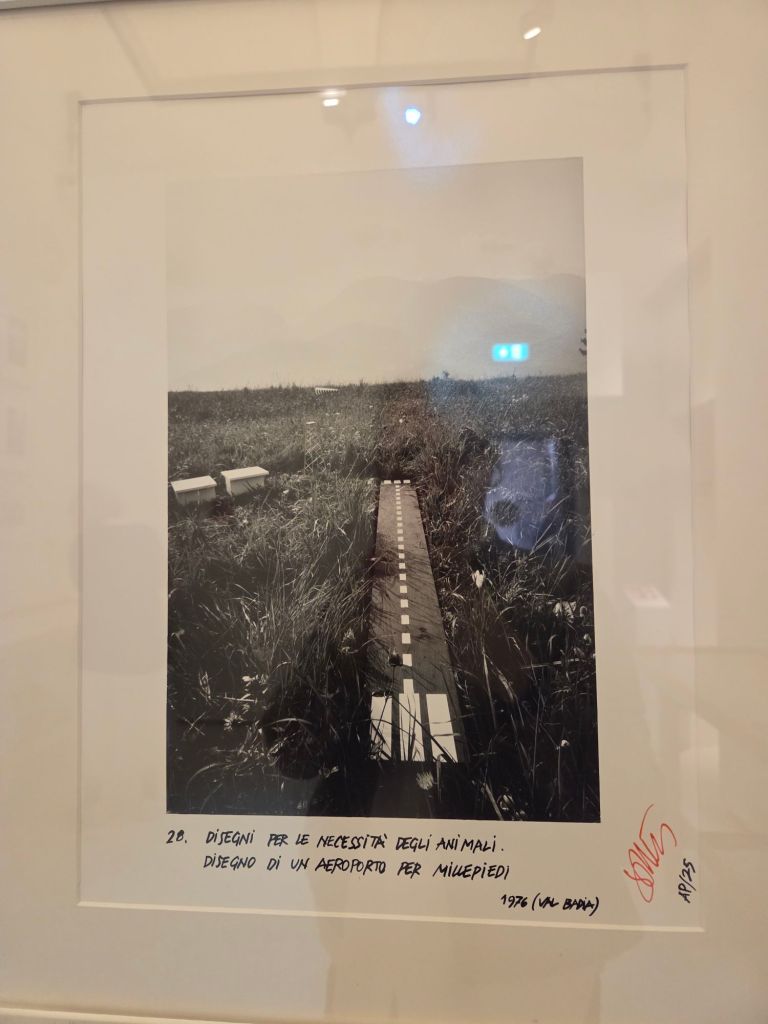 28. DISEGNI PER LE NECESSITÀ DEGLI ANIMALI.
DISEGNO DI UN AEROPORTO PER MILLEPIEDI
1976 (VAL BADIA)
AP/25